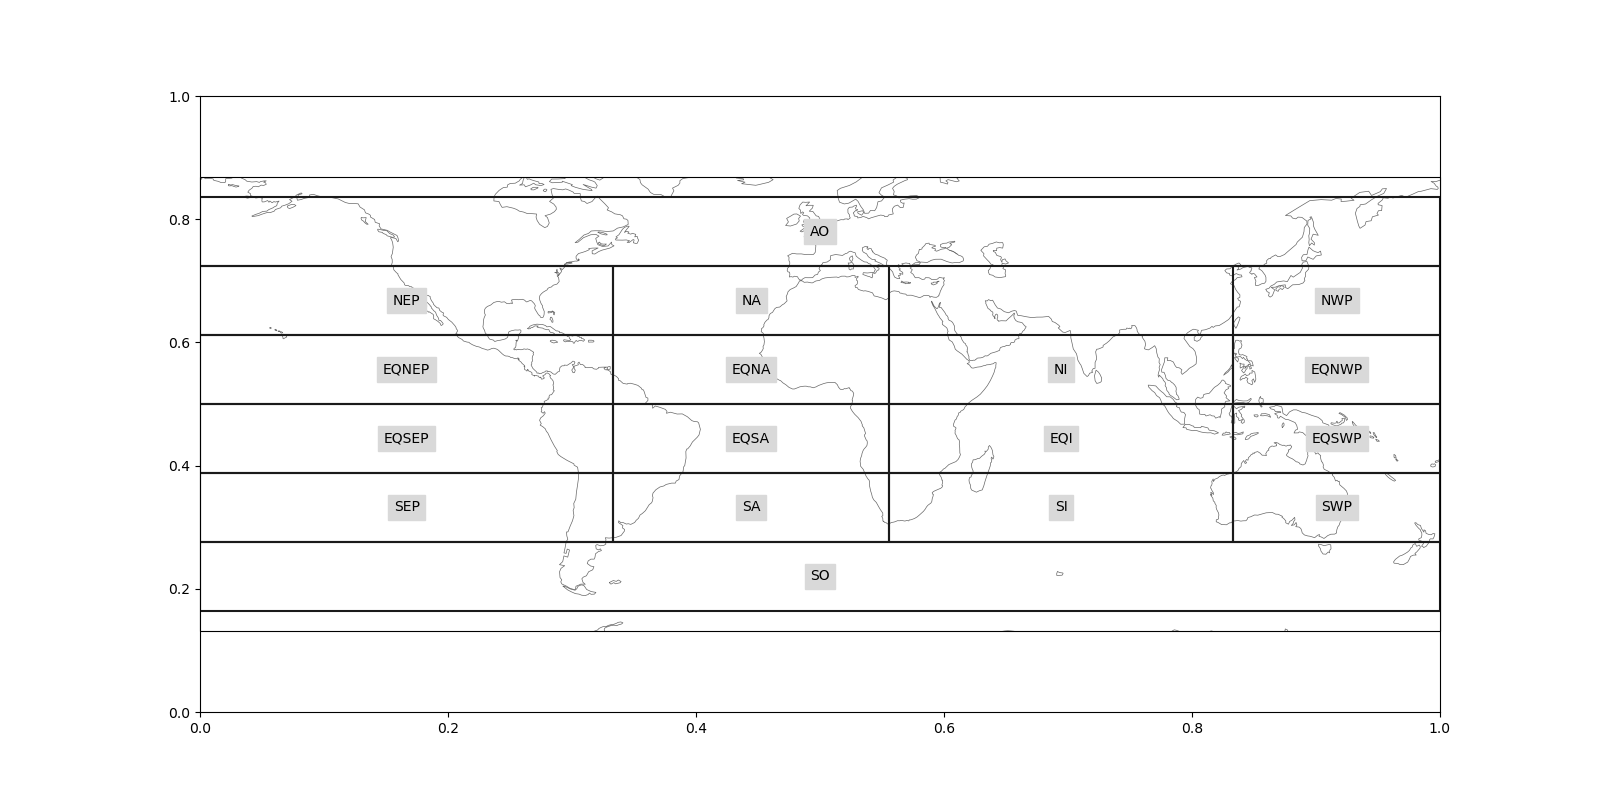 1.0
0.8
AO
NEP NA NWP
0.6
EQNEP EQNA NI EQNWP
EQSEP EQSA EQI EQSWP
0.4
SEP SA SI SWP
SO
0.2
0.0
0.0 0.2 0.4 0.6 0.8 1.0